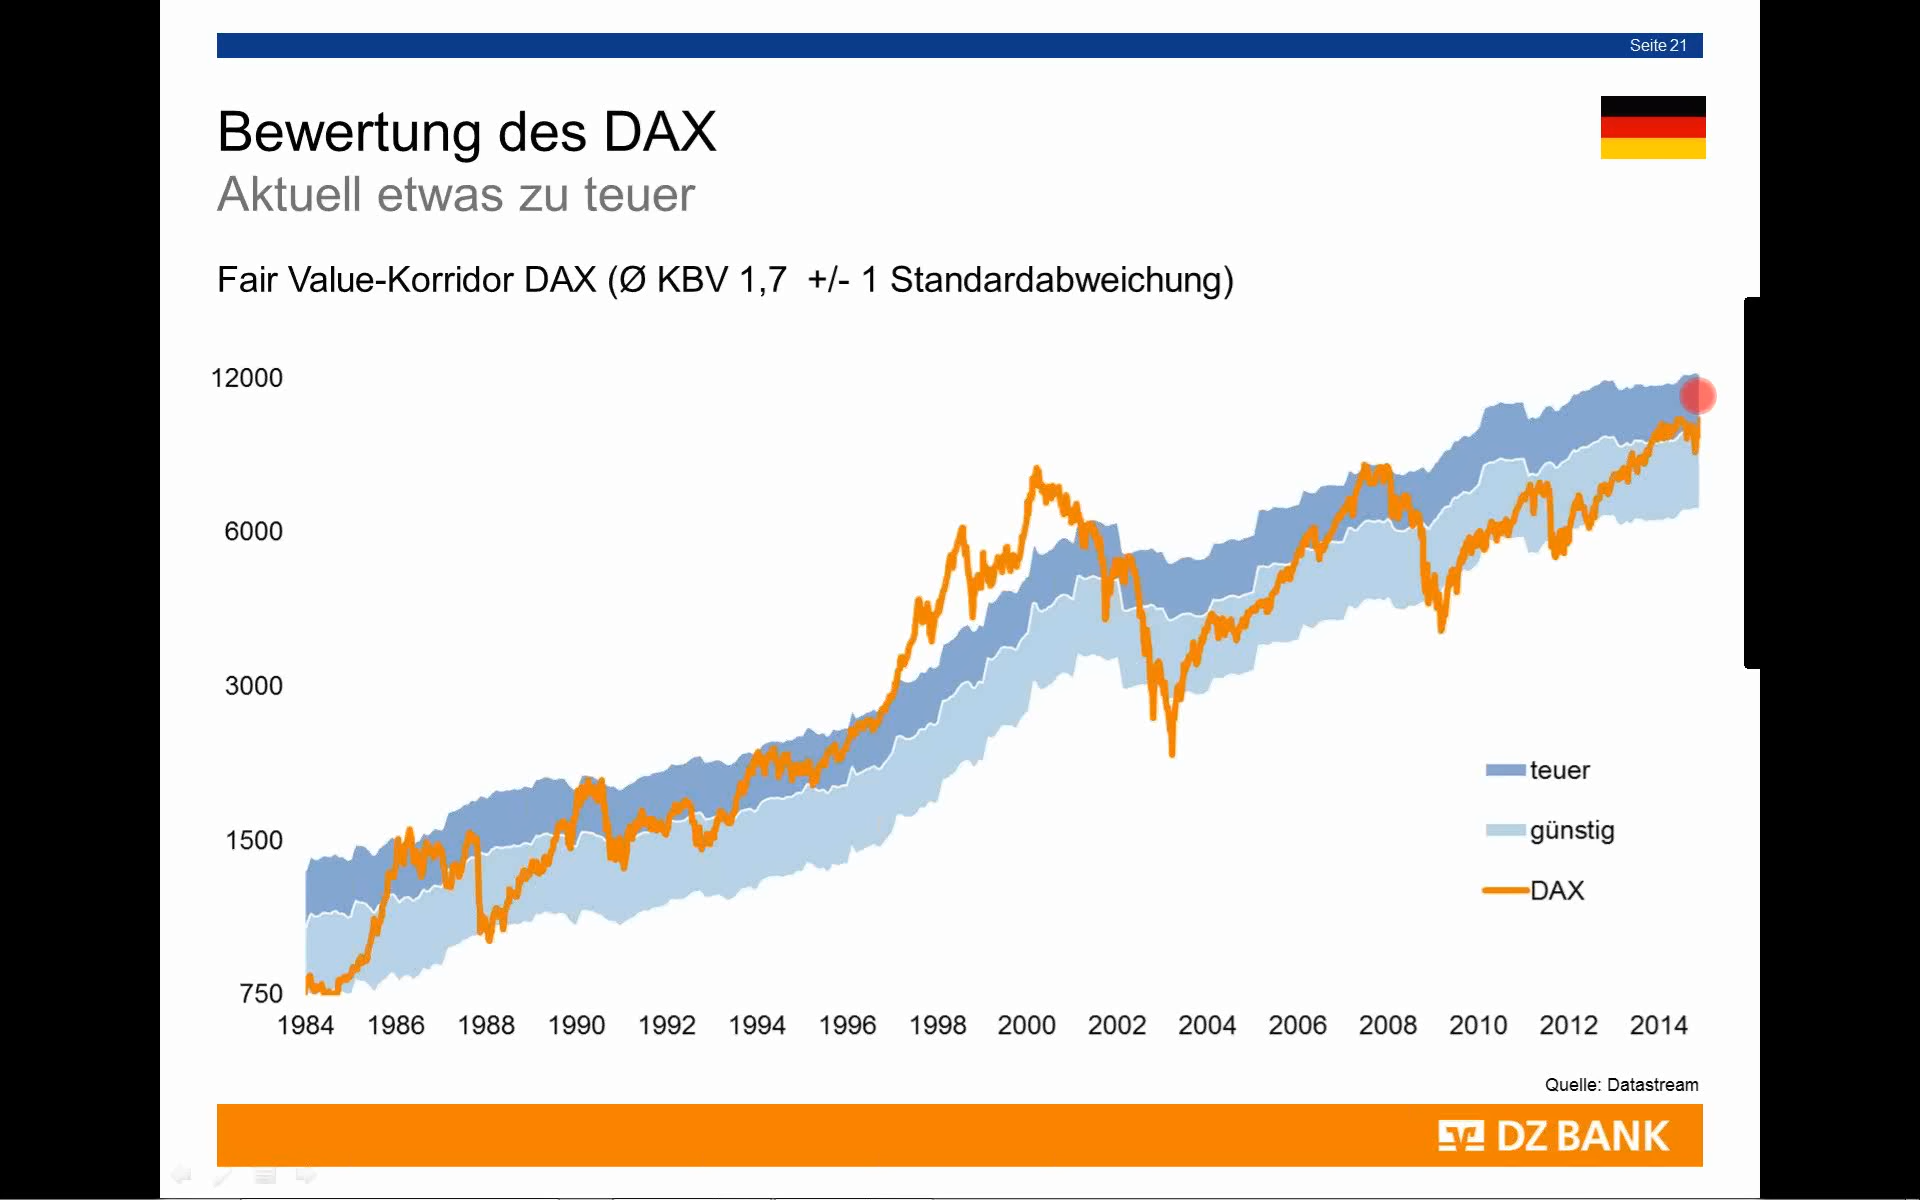 Seite 21
Bewertung des DAX
Aktuell etwas zu teuer
Fair Value-Korridor DAX (Ø KBV 1,7 +/- 1 Standardabweichung)
12000
6000
3000
1500
750
teuer
günstig
DAX
1984 1986 1988 1990 1992 1994 1996 1998 2000 2002 2004 2006 2008 2010 2012 2014
Quelle: Datastream
DZ BANK